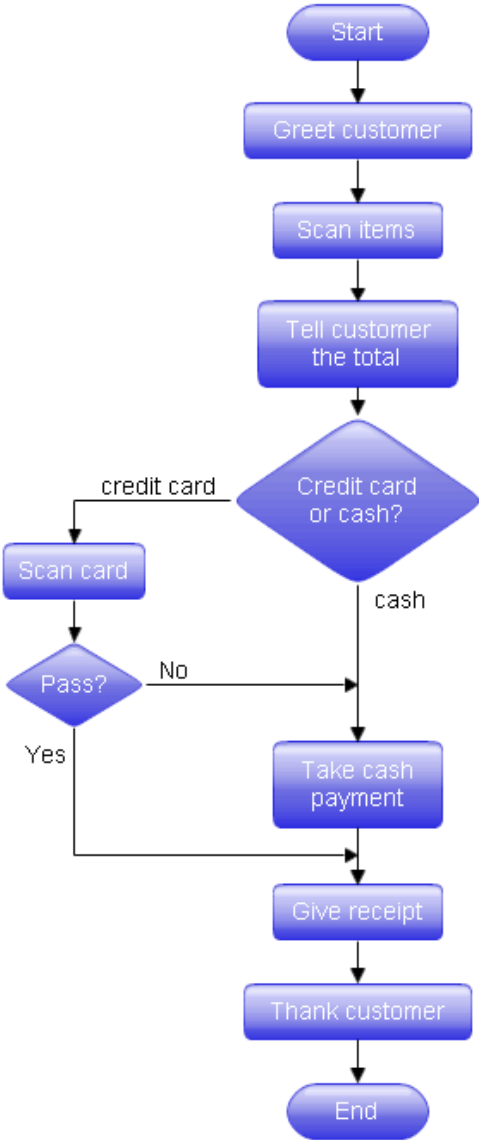 Start
Greet customer
Scan items
Tell customer
the total
Credit card
or cash?
credit card
Scan card
cash
Pass?
No
Yes
Take cash
payment
Give receipt
Thank customer
End